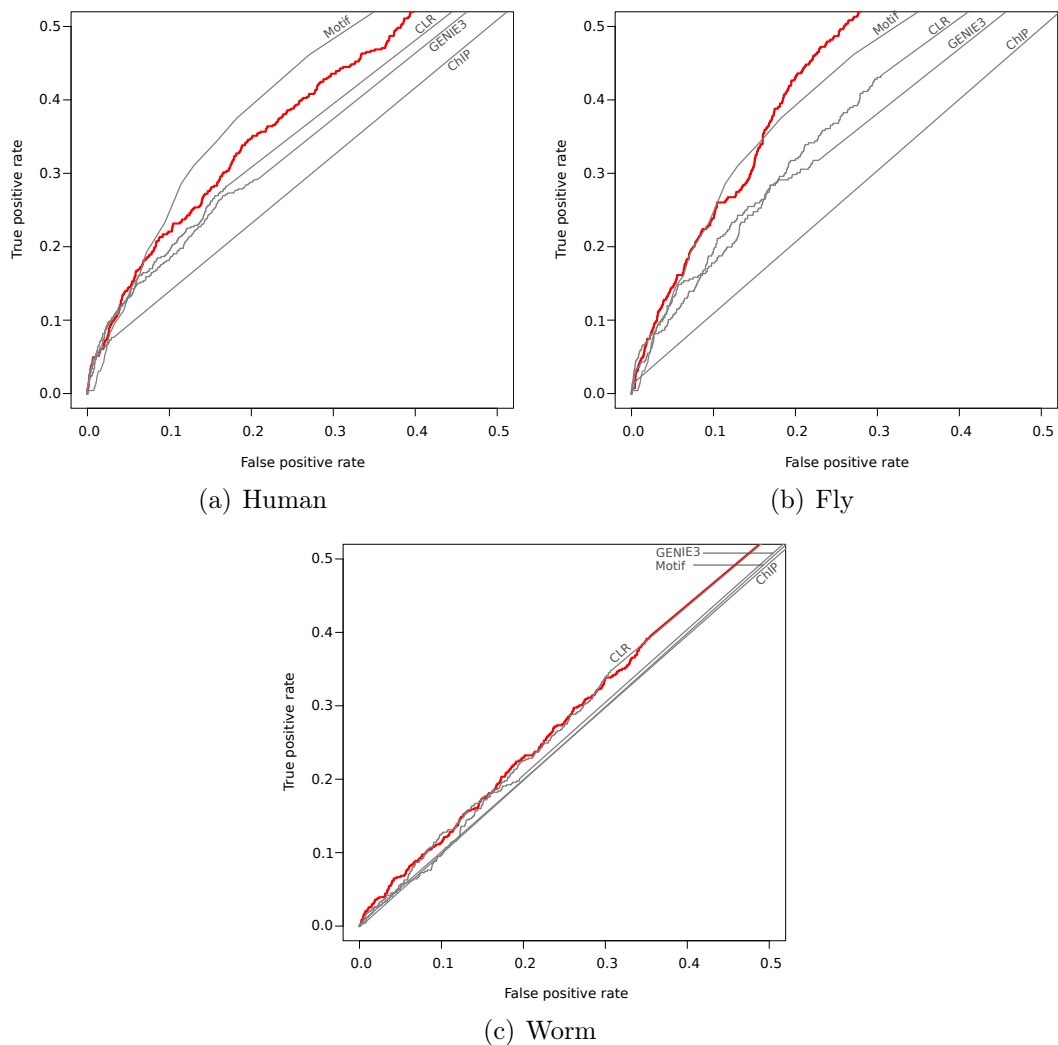 0.5
0.4
0.3
0.2
0.1
0.0
True positive rate
Motif
CLR
GENIE3
ChIP
0.0 0.1 0.2 0.3 0.4 0.5
False positive rate
(a) Human
0.5
0.4
0.3
0.2
0.1
0.0
True positive rate
Motif
CLR
GENIE3
ChIP
0.0 0.1 0.2 0.3 0.4 0.5
False positive rate
(b) Fly
0.5
0.4
0.3
0.2
0.1
0.0
True positive rate
GENIE3
Motif
ChIP
CLR
0.0 0.1 0.2 0.3 0.4 0.5
False positive rate
(c) Worm